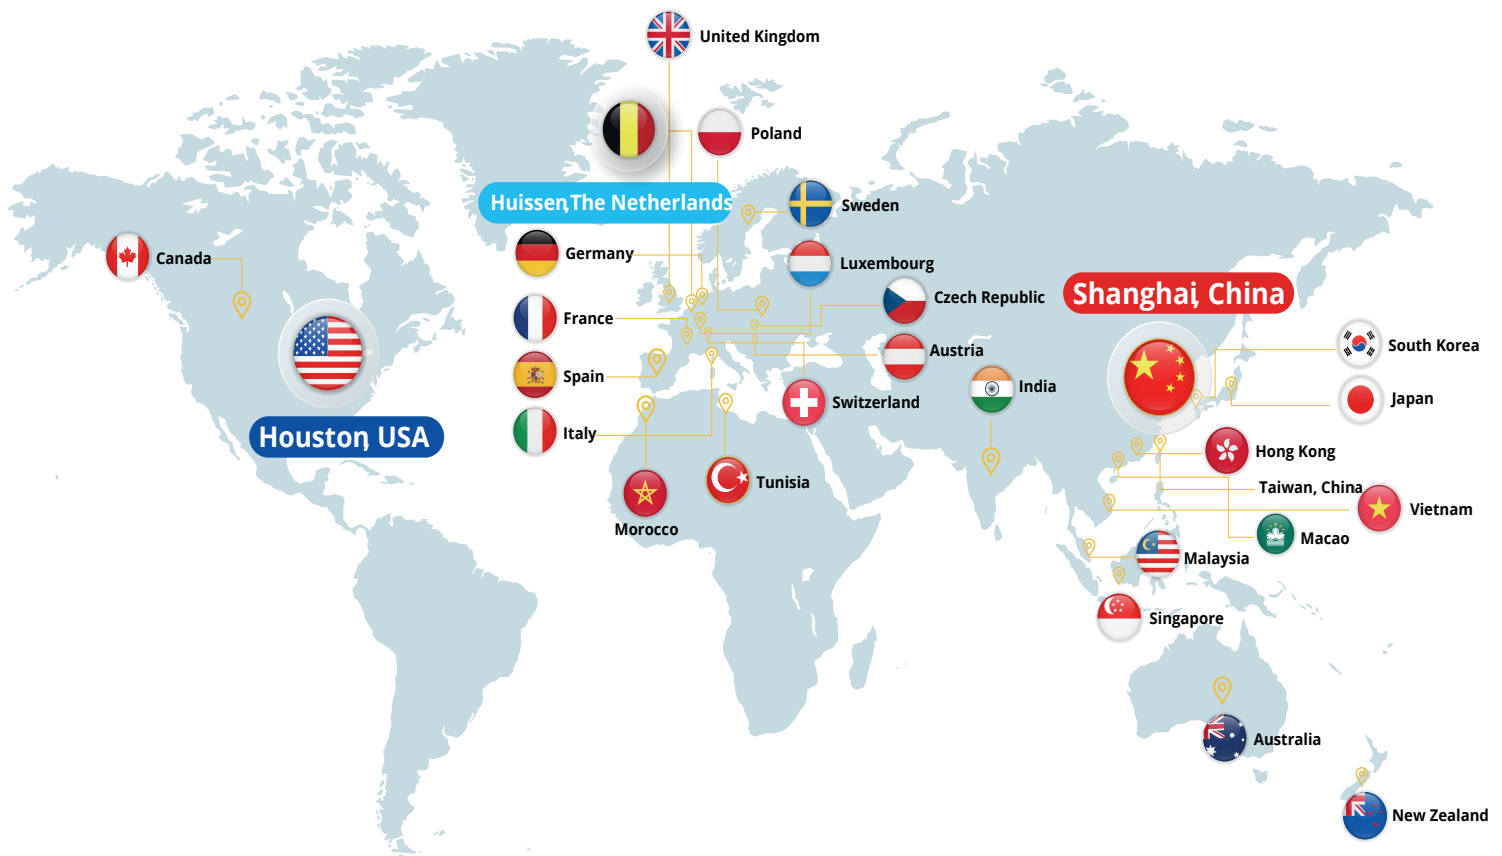 United Kingdom
Poland
Huissen,The Netherlands
Sweden
Germany
Canada
Luxembourg
Shanghai, China
Czech Republic
France
South Korea
Austria
Spain
India
Japan
Switzerland
Houston, USA
Italy
Hong Kong
Tunisia
Taiwan, China
Vietnam
Morocco
Macao
Malaysia
Singapore
Australia
New Zealand